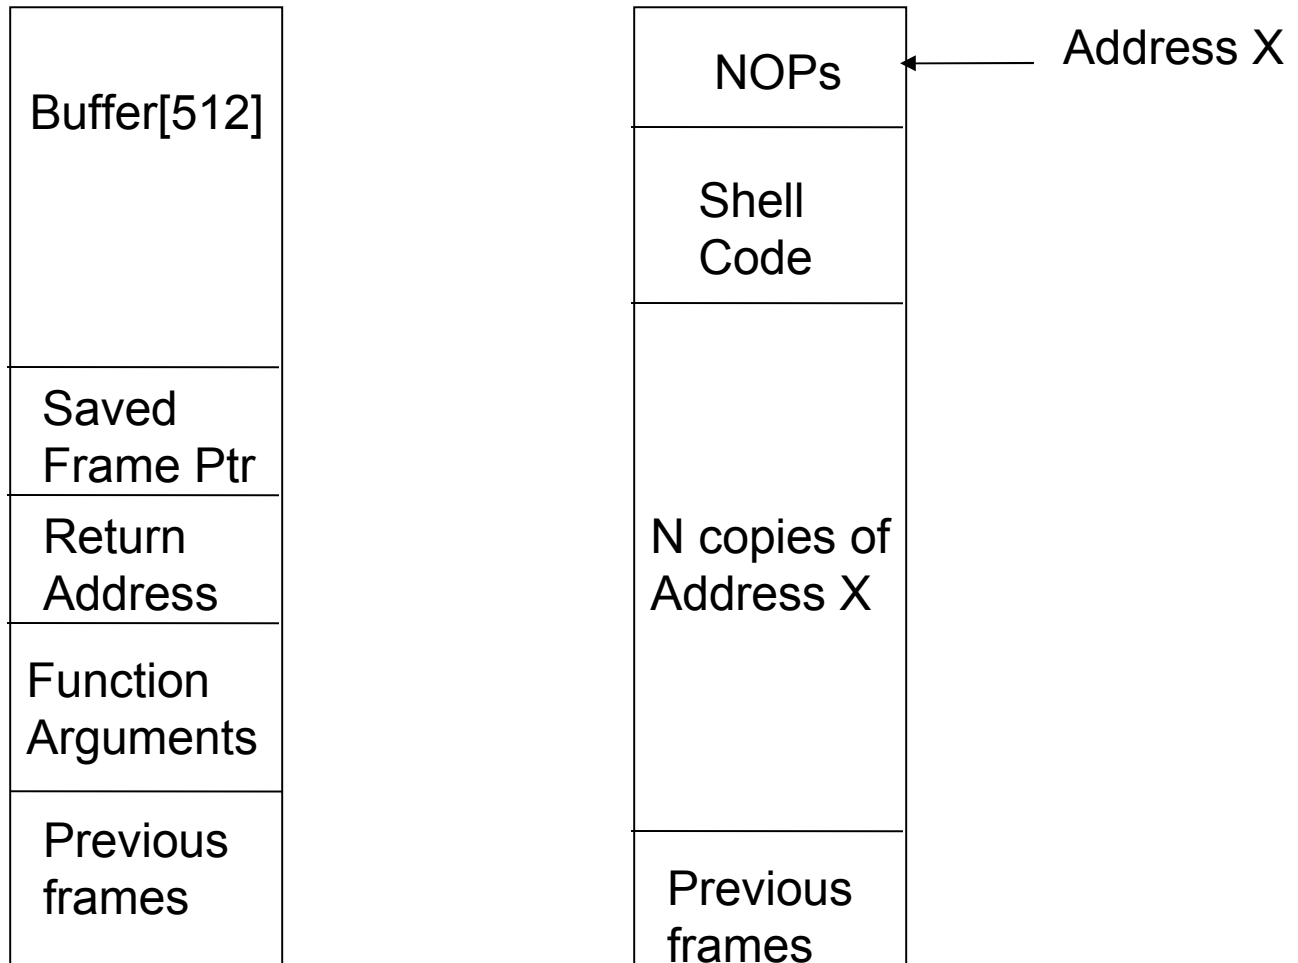 Buffer[512]
Saved
Frame Ptr
Return
Address
Function
Arguments
Previous
frames
NOPs
Address X
Shell
Code
N copies of
Address X
Previous
frames